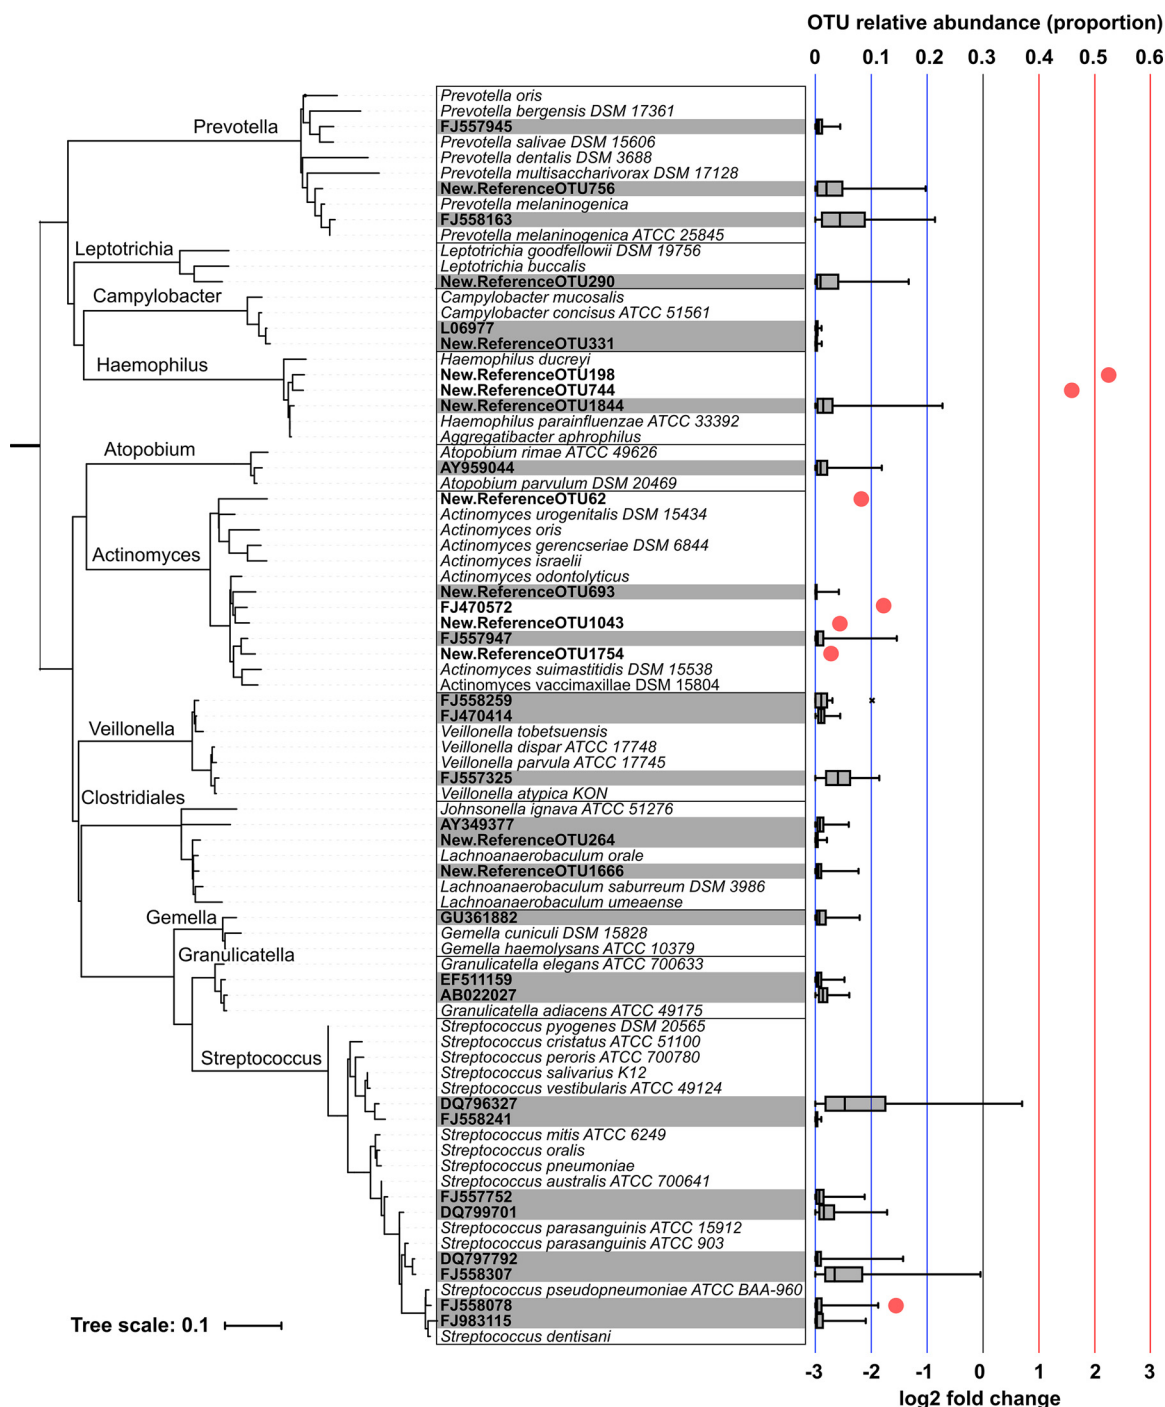 OTU relative abundance (proportion)
0 0.1 0.2 0.3 0.4 0.5 0.6
Prevotella
Leptotrichia
Campylobacter
Haemophilus
Atopobium
Actinomyces
Veillonella
Clostridiales
Gemella
Granulicatella
Streptococcus
Prevotella oris
Prevotella bergensis DSM 17361
FJ557945
Prevotella salivae DSM 15606
Prevotella dentalis DSM 3688
Prevotella multisaccharivorax DSM 17128
New.ReferenceOTU756
Prevotella melaninogenica
FJ558163
Prevotella melaninogenica ATCC 25845
Leptotrichia goodfellowii DSM 19756
Leptotrichia buccalis
New.ReferenceOTU290
Campylobacter mucosalis
Campylobacter concisus ATCC 51561
L06977
New.ReferenceOTU331
Haemophilus ducreyi
New.ReferenceOTU198
New.ReferenceOTU744
New.ReferenceOTU1844
Haemophilus parainfluenzae ATCC 33392
Aggregatibacter aphrophilus
Atopobium rimae ATCC 49626
AY959044
Atopobium parvulum DSM 20469
New.ReferenceOTU62
Actinomyces urogenitalis DSM 15434
Actinomyces oris
Actinomyces gerencseriae DSM 6844
Actinomyces israelii
Actinomyces odontolyticus
New.ReferenceOTU693
FJ470572
New.ReferenceOTU1043
FJ557947
New.ReferenceOTU1754
Actinomyces suimastitidis DSM 15538
Actinomyces vaccimaxillae DSM 15804
FJ558259
FJ470414
Veillonella tobetsuensis
Veillonella dispar ATCC 17748
Veillonella parvula ATCC 17745
FJ557325
Veillonella atypica KON
Johnsonella ignava ATCC 51276
AY349377
New.ReferenceOTU264
Lachnoanaerobaculum orale
New.ReferenceOTU1666
Lachnoanaerobaculum saburreum DSM 3986
Lachnoanaerobaculum umeaense
GU361882
Gemella cuniculi DSM 15828
Gemella haemolysans ATCC 10379
Granulicatella elegans ATCC 700633
EF511159
AB022027
Granulicatella adiacens ATCC 49175
Streptococcus pyogenes DSM 20565
Streptococcus cristatus ATCC 51100
Streptococcus peroris ATCC 700780
Streptococcus salivarius K12
Streptococcus vestibularis ATCC 49124
DQ796327
FJ558241
Streptococcus mitis ATCC 6249
Streptococcus oralis
Streptococcus pneumoniae
Streptococcus australis ATCC 700641
FJ557752
DQ799701
Streptococcus parasanguinis ATCC 15912
Streptococcus parasanguinis ATCC 903
DQ797792
FJ558307
Streptococcus pseudopneumoniae ATCC BAA-960
FJ558078
FJ983115
Streptococcus dentisani
Tree scale: 0.1
-3 -2 -1 0 1 2 3
log2 fold change